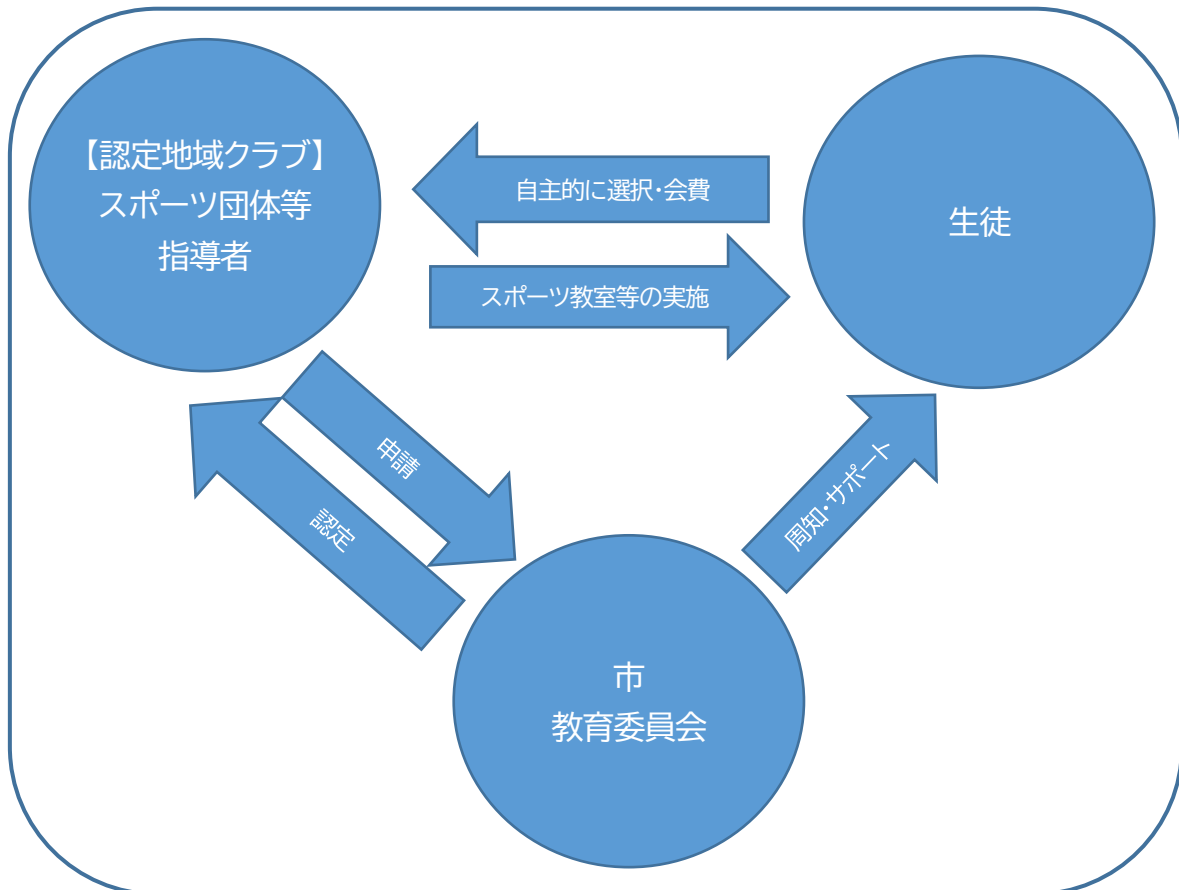 【認定地域クラブ】
スポーツ団体等
指導者
自主的に選択・会費
生徒
スポーツ教室等の実施
申請
認定
周知・サポート
市
教育委員会